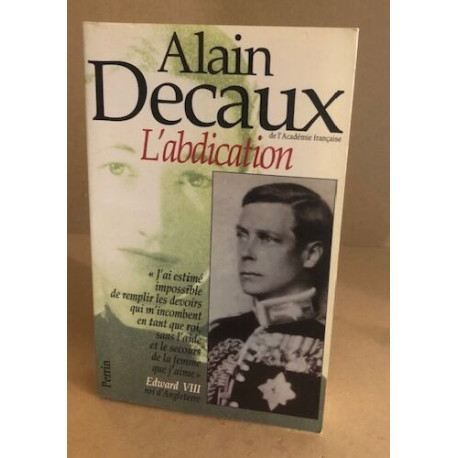 Alain
Decaux
de l'Académie française
L'abdication
« J'ai estimé
impossible
de remplir les devoirs
qui m'incombent
en tant que roi,
sans l'aide
et le secours
de la femme
que j'aime »
Edward VIII
roi d'Angleterre
Perrin